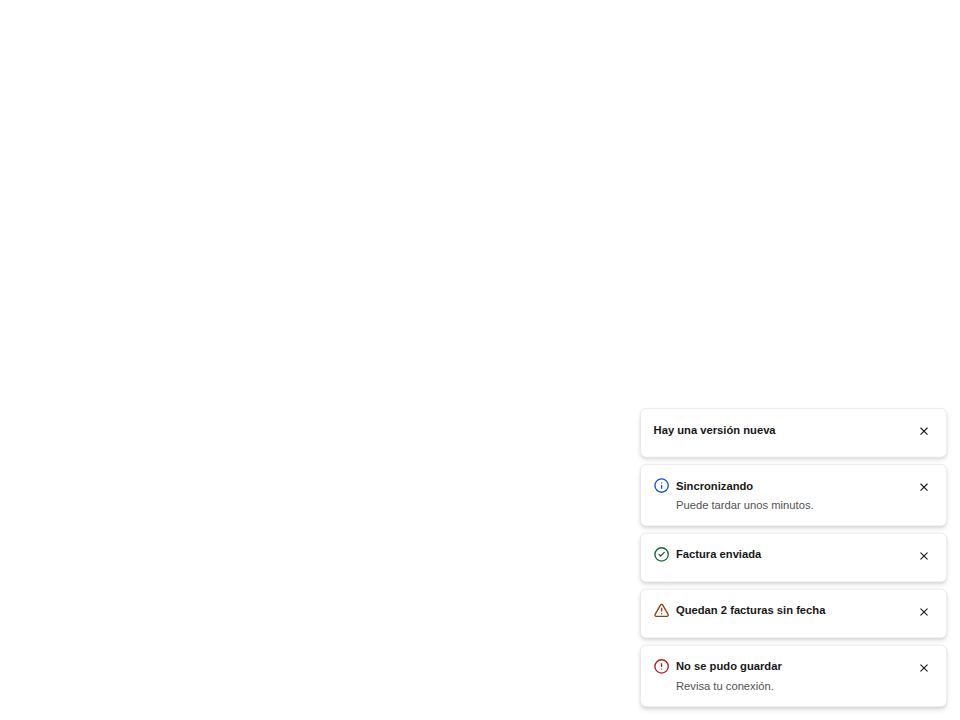 Hay una versión nueva
Sincronizando
Puede tardar unos minutos.
Factura enviada
Quedan 2 facturas sin fecha
No se pudo guardar
Revisa tu conexión.